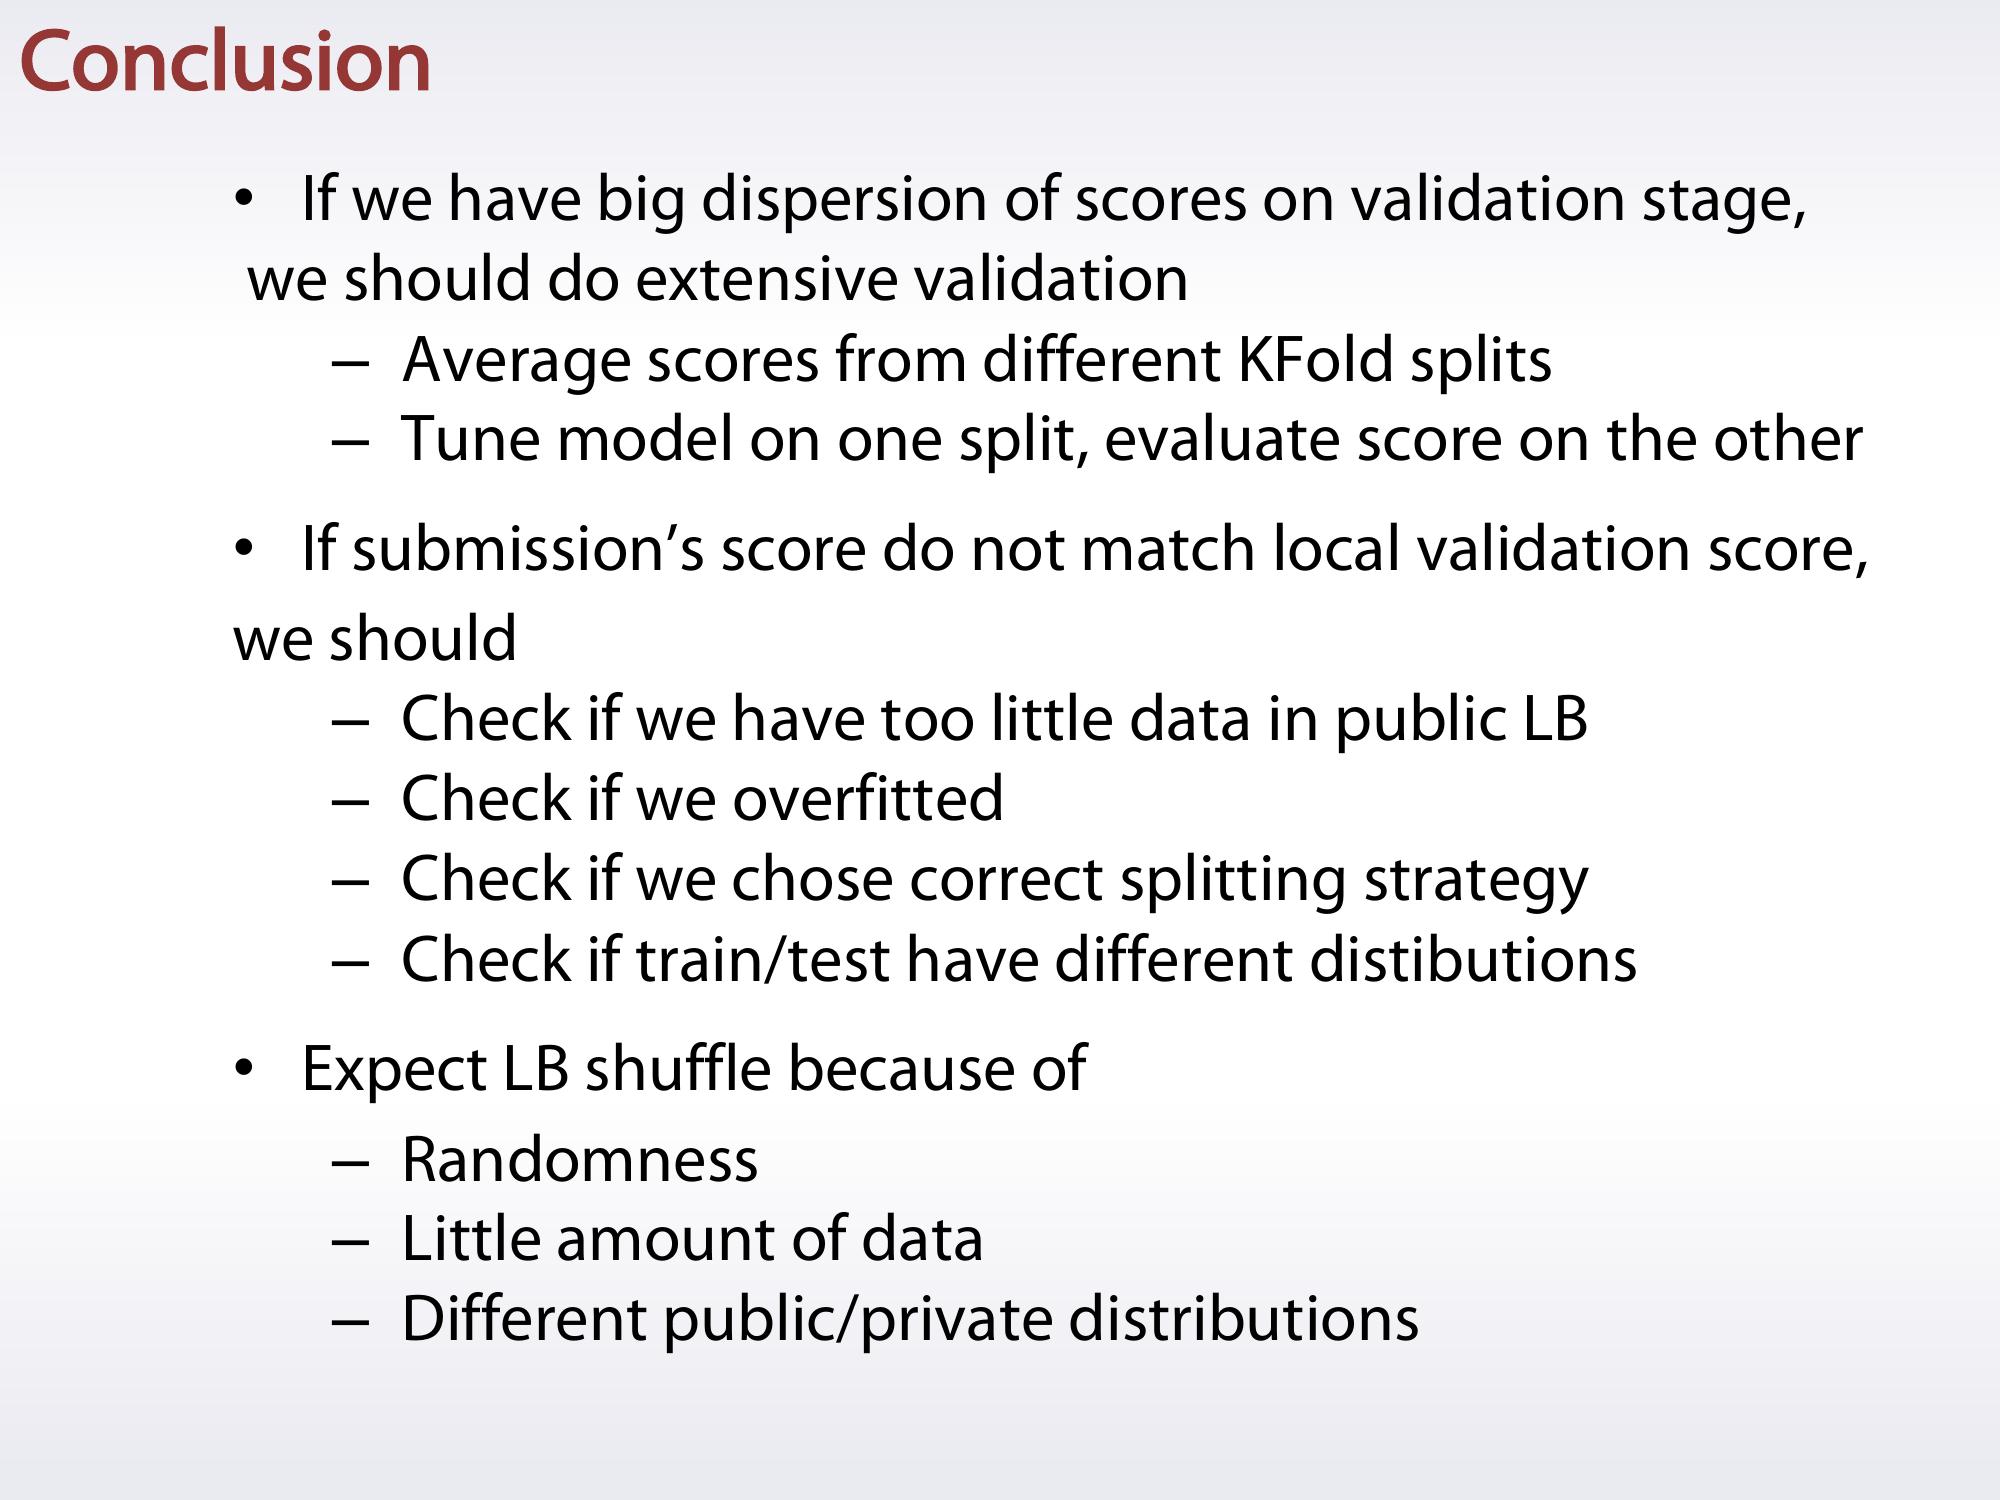 Conclusion
• If we have big dispersion of scores on validation stage,
we should do extensive validation
– Average scores from different KFold splits
– Tune model on one split, evaluate score on the other
• If submission’s score do not match local validation score,
we should
– Check if we have too little data in public LB
– Check if we overfitted
– Check if we chose correct splitting strategy
– Check if train/test have different distibutions
• Expect LB shuffle because of
– Randomness
– Little amount of data
– Different public/private distributions